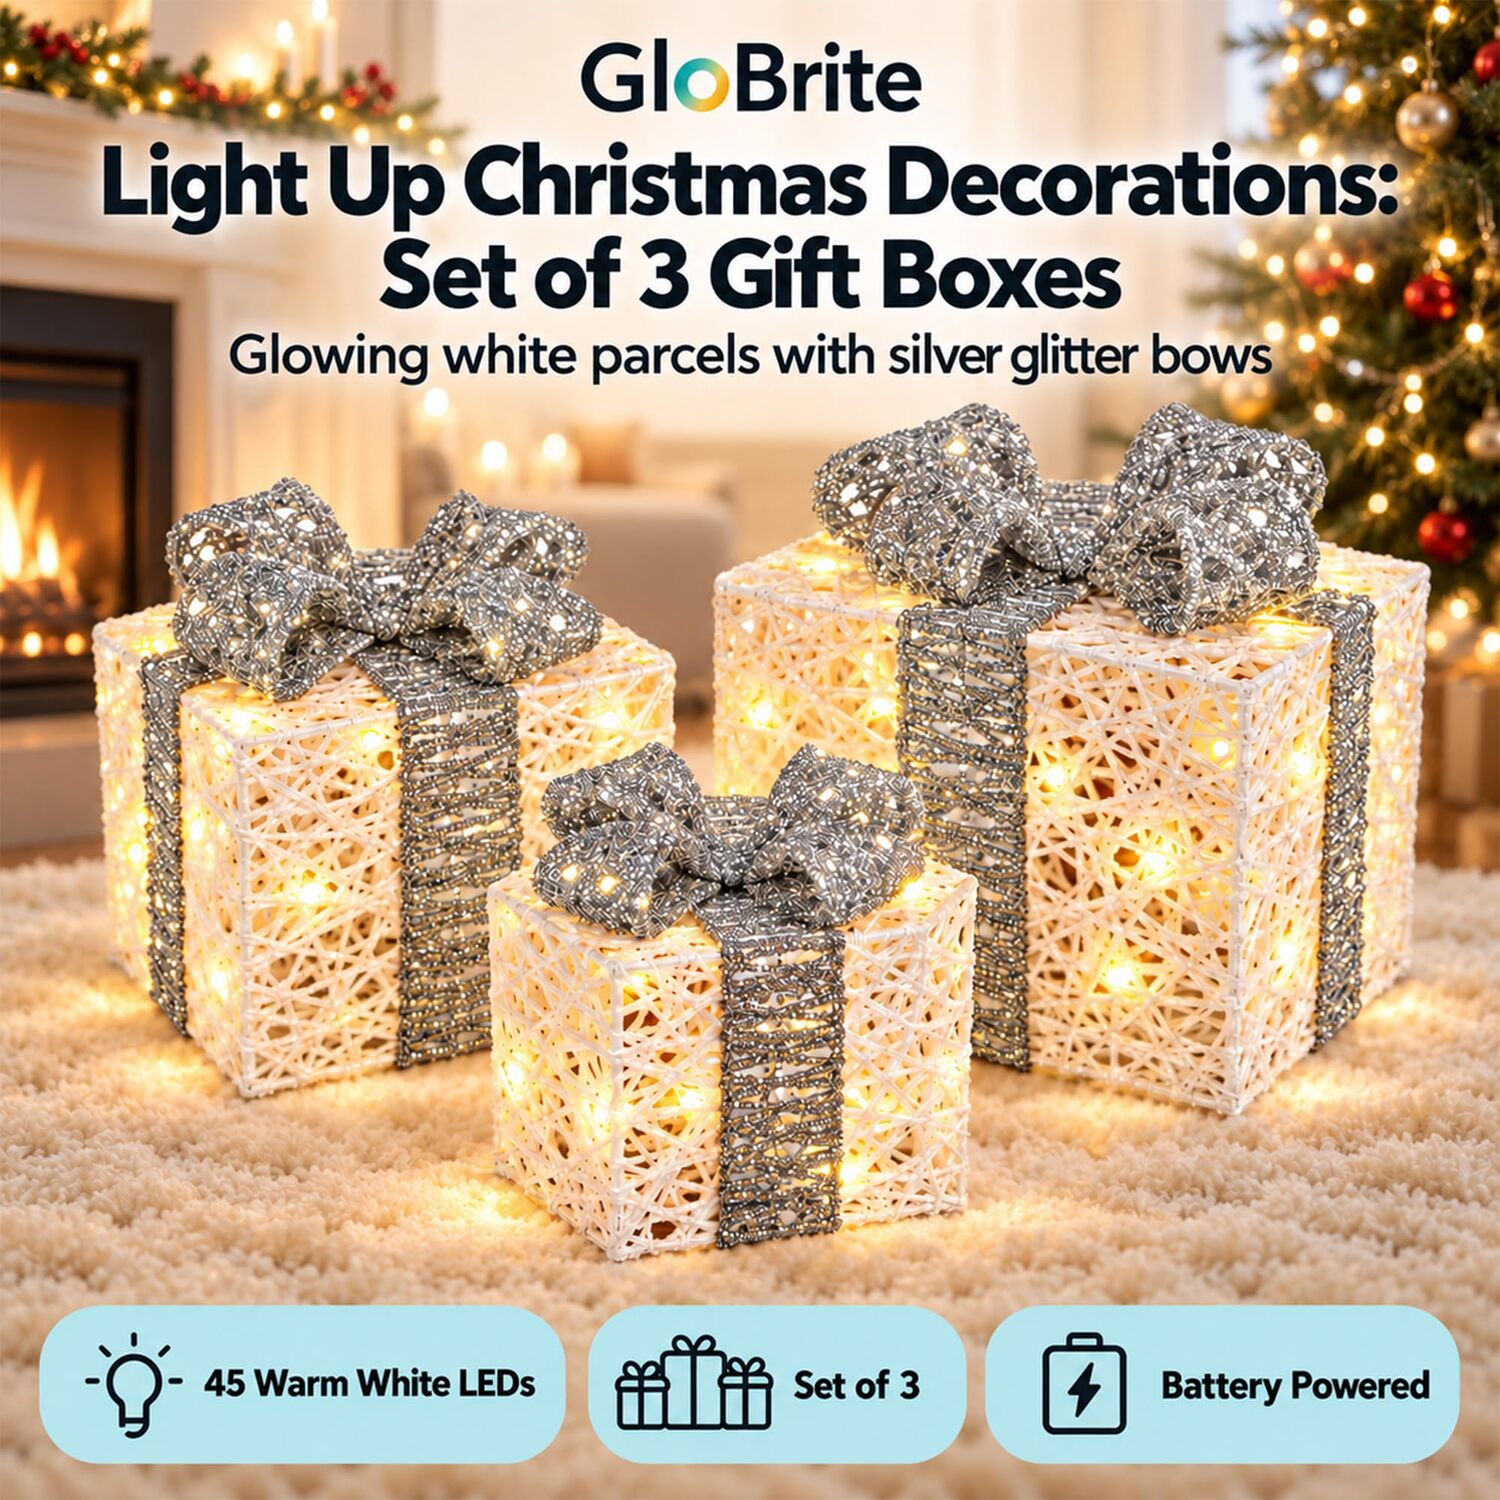 GloBrite
Light Up Christmas Decorations:
Set of 3 Gift Boxes
Glowing white parcels with silver glitter bows
45 Warm White LEDs
Set of 3
Battery Powered